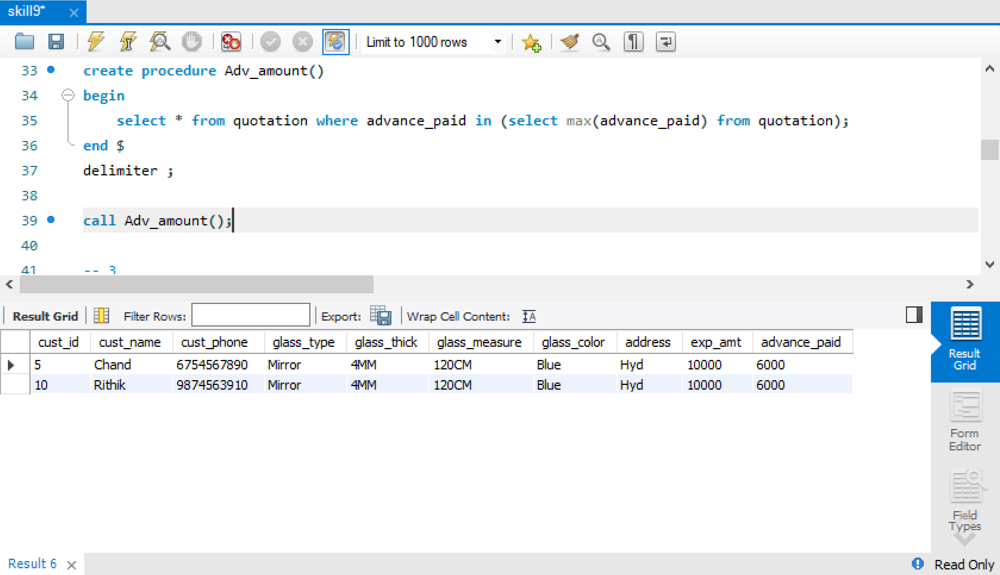 skill9*
Limit to 1000 rows
33 create procedure Adv_amount()
34 begin
35 select * from quotation where advance_paid in (select max(advance_paid) from quotation);
36 end $
37 delimiter ;
38
39 call Adv_amount();
40
41 -- 3
Result Grid Filter Rows: Export: Wrap Cell Content:
cust_id cust_name cust_phone glass_type glass_thick glass_measure glass_color address exp_amt advance_paid
5 Chand 6754567890 Mirror 4MM 120CM Blue Hyd 10000 6000
10 Rithik 9874563910 Mirror 4MM 120CM Blue Hyd 10000 6000
Result
Grid
Form
Editor
Field
Types
Result 6
Read Only